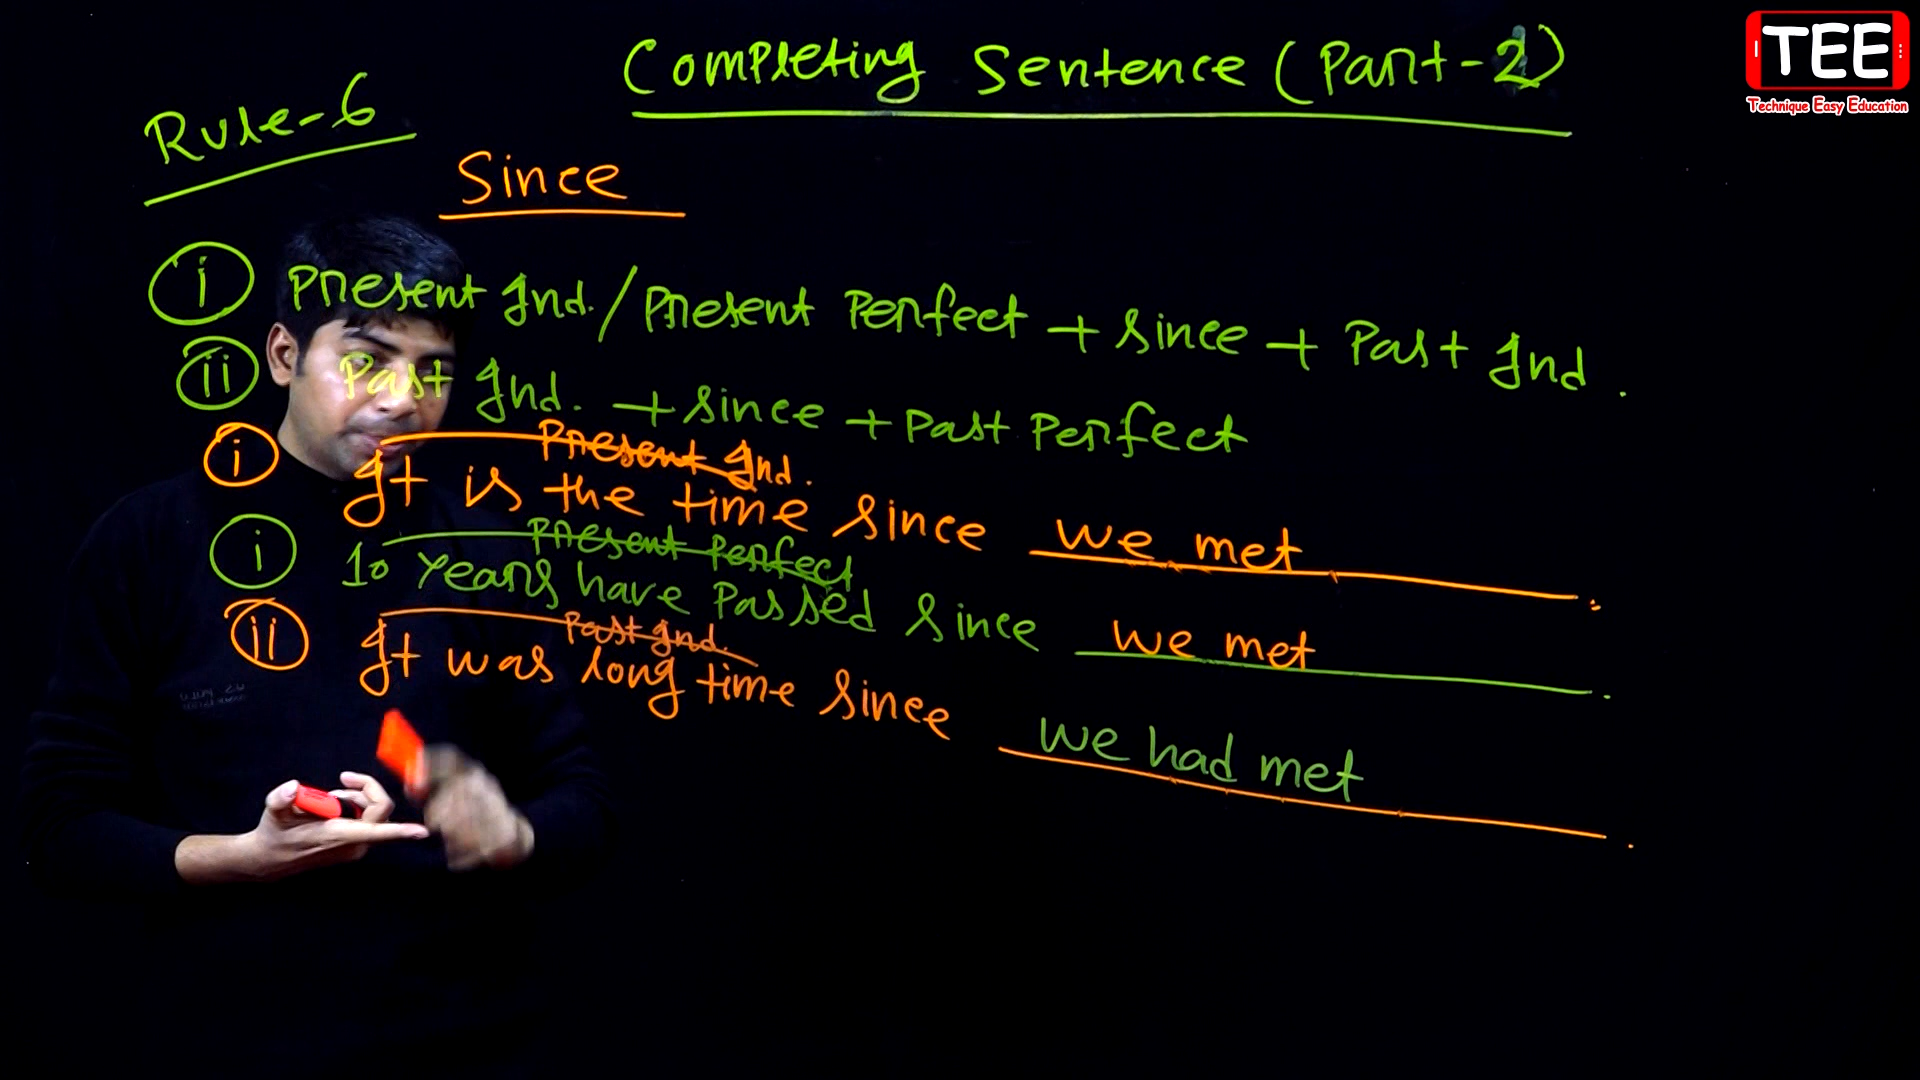 Completing Sentence (Part-2)
TEE
Technique Easy Education
Rule-6
Since
i Present Ind. / Present Perfect + since + Past Ind.
ii Past Ind. + since + Past Perfect
Present Ind.
i It is the time since we met.
Present Perfect
i 10 years have passed since we met.
Past Ind.
ii It was long time since we had met.